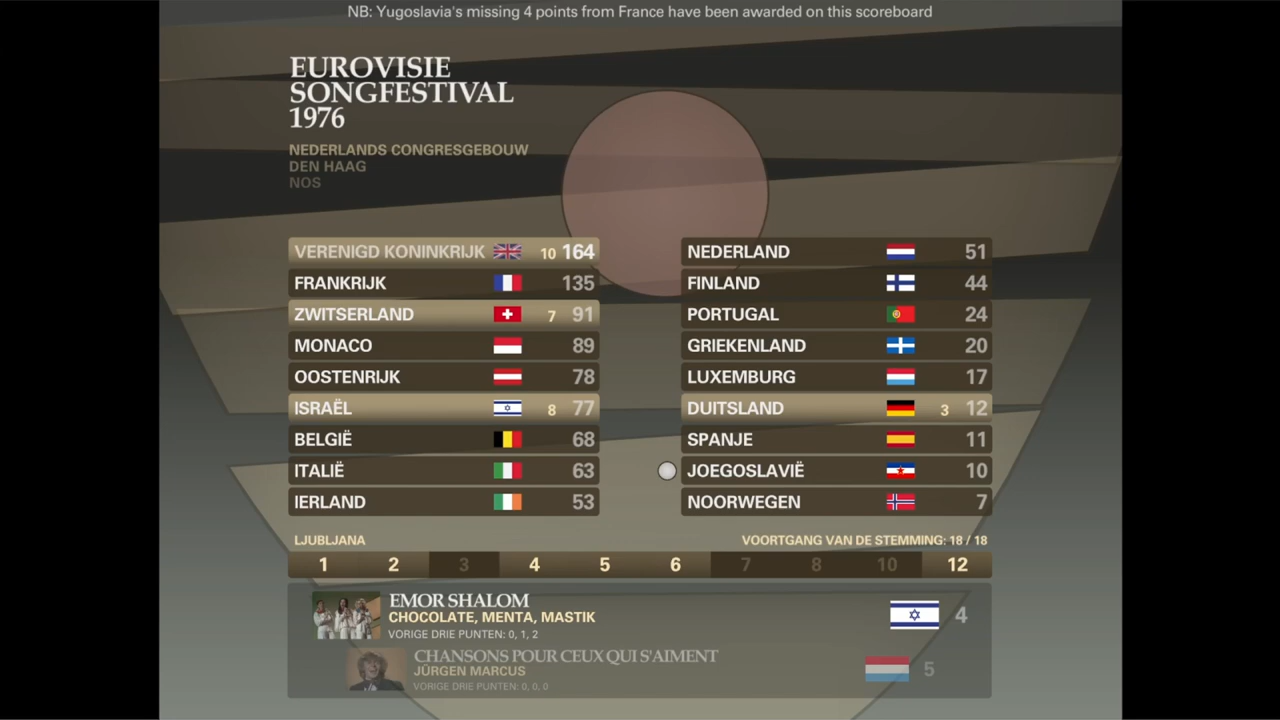 NB: Yugoslavia's missing 4 points from France have been awarded on this scoreboard
EUROVISIE
SONGFESTIVAL
1976
NEDERLANDS CONGRESGEBOUW
DEN HAAG
NOS
VERENIGD KONINKRIJK 10 164
FRANKRIJK 135
ZWITSERLAND 7 91
MONACO 89
OOSTENRIJK 78
ISRAËL 8 77
BELGIË 68
ITALIË 63
IERLAND 53
NEDERLAND 51
FINLAND 44
PORTUGAL 24
GRIEKENLAND 20
LUXEMBURG 17
DUITSLAND 3 12
SPANJE 11
JOEGOSLAVIË 10
NOORWEGEN 7
LJUBLJANA VOORTGANG VAN DE STEMMING: 18 / 18
1 2 3 4 5 6 7 8 10 12
EMOR SHALOM
CHOCOLATE, MENTA, MASTIK 4
VORIGE DRIE PUNTEN: 0, 1, 2
CHANSONS POUR CEUX QUI S'AIMENT
JÜRGEN MARCUS 5
VORIGE DRIE PUNTEN: 0, 0, 0